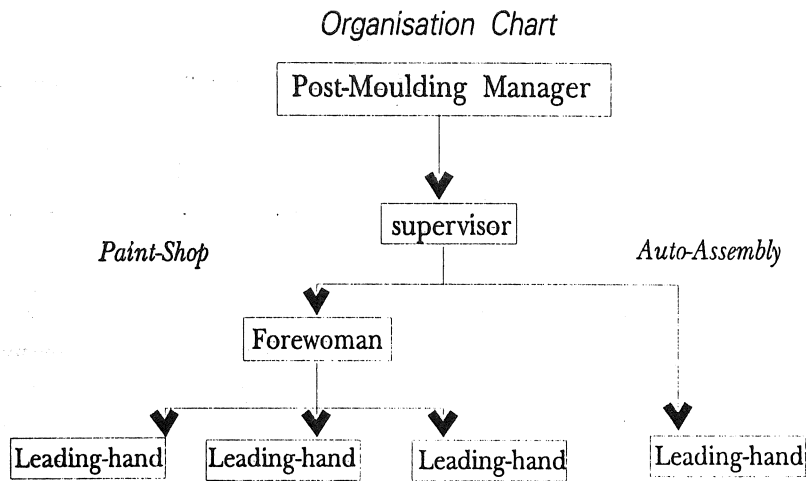 Organisation Chart
Post-Moulding Manager
supervisor
Paint-Shop
Auto-Assembly
Forewoman
Leading-hand
Leading-hand
Leading-hand
Leading-hand